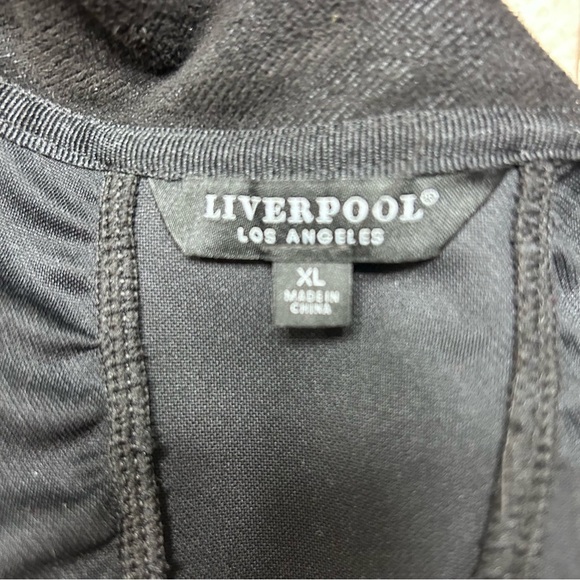 LIVERPOOL®
LOS ANGELES
XL
MADE IN
CHINA